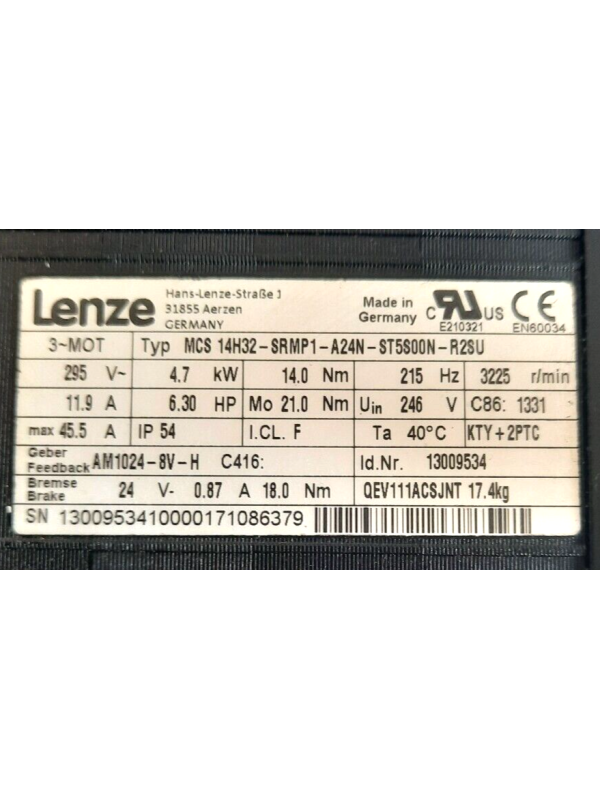 Lenze
Hans-Lenze-Straße 1
31855 Aerzen
GERMANY
Made in
Germany
C RU US CE
E210321 EN60034
3~MOT Typ MCS 14H32-SRMP1-A24N-ST5S00N-R2SU
295 V~ 4.7 kW 14.0 Nm 215 Hz 3225 r/min
11.9 A 6.30 HP Mo 21.0 Nm Uin 246 V C86: 1331
max 45.5 A IP 54 I.CL. F Ta 40°C KTY+2PTC
Geber
Feedback AM1024-8V-H C416: Id.Nr. 13009534
Bremse
Brake 24 V- 0.87 A 18.0 Nm QEV111ACSJNT 17.4kg
SN 1300953410000171086379